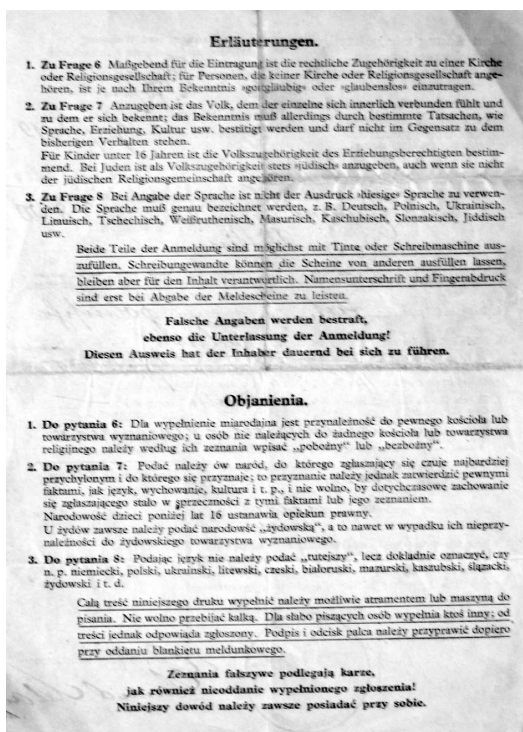 Erläuterungen.
1. Zu Frage 6 Maßgebend für die Eintragung ist die rechtliche Zugehörigkeit zu einer Kirche
oder Religionsgesellschaft; für Personen, die keiner Kirche oder Religionsgesellschaft ange-
hören, ist je nach Ihrem Bekenntnis »gottgläubig« oder »glaubenslos« einzutragen.
2. Zu Frage 7 Anzugeben ist das Volk, dem der einzelne sich innerlich verbunden fühlt und
zu dem er sich bekennt; das Bekenntnis muß allerdings durch bestimmte Tatsachen, wie
Sprache, Erziehung, Kultur usw. bestätigt werden und darf nicht im Gegensatz zu dem
bisherigen Verhalten stehen.
Für Kinder unter 16 Jahren ist die Volkszugehörigkeit des Erziehungsberechtigten bestim-
mend. Bei Juden ist als Volkszugehörigkeit stets »jüdisch« anzugeben, auch wenn sie nicht
der jüdischen Religionsgemeinschaft angehören.
3. Zu Frage 8 Bei Angabe der Sprache ist nicht der Ausdruck »hiesige« Sprache zu verwen-
den. Die Sprache muß genau bezeichnet werden, z. B. Deutsch, Polnisch, Ukrainisch,
Litauisch, Tschechisch, Weißruthenisch, Masurisch, Kaschubisch, Slonzakisch, Jiddisch
usw.
Beide Teile der Anmeldung sind möglichst mit Tinte oder Schreibmaschine aus-
zufüllen. Schreibungewandte können die Scheine von anderen ausfüllen lassen,
bleiben aber für den Inhalt verantwortlich. Namensunterschrift und Fingerabdruck
sind erst bei Abgabe der Meldescheine zu leisten.
Falsche Angaben werden bestraft,
ebenso die Unterlassung der Anmeldung!
Diesen Ausweis hat der Inhaber dauernd bei sich zu führen.
Objanienia.
1. Do pytania 6: Dla wypełnienie miarodajna jest przynależność do pewnego kościoła lub
towarzystwa wyznaniowego; u osób nie należących do żadnego kościoła lub towarzystwa
religijnego należy według ich zeznania wpisać „pobożny“ lub „bezbożny“.
2. Do pytania 7: Podać należy ów naród, do którego zgłaszający się czuje najbardziej
przychylonym i do którego się przyznaje; to przyznanie należy jednak zatwierdzić pewnymi
faktami, jak język, wychowanie, kultura i t. p., i nie wolno, by dotychczasowe zachowanie
się zgłaszającego stało w sprzeczności z tymi faktami lub jego zeznaniem.
Narodowość dzieci poniżej lat 16 ustanawia opiekun prawny.
U żydów zawsze należy podać narodowść „żydowską“, a to nawet w wypadku ich nieprzy-
należności do żydowskiego towarzystwa wyznaniowego.
3. Do pytania 8: Podając język nie należy podać „tutejszy“, lecz dokładnie oznaczyć, czy
n. p. niemiecki, polski, ukrainski, litewski, czeski, białoruski, mazurski, kaszubski, ślązacki,
żydowski i t. d.
Całą treść niniejszego druku wypełnić należy możliwie atramentem lub maszyną do
pisania. Nie wolno przebijać kalką. Dla słabo piszących osób wypełnia ktoś inny; od
treści jednak odpowiada zgłoszony. Podpis i odcisk palca należy przyprawić dopiero
przy oddaniu blankietu meldunkowego.
Zeznania fałszywe podlegają karze,
jak również nieoddanie wypełnionego zgłoszenia!
Niniejszy dowód należy zawsze posiadać przy sobie.